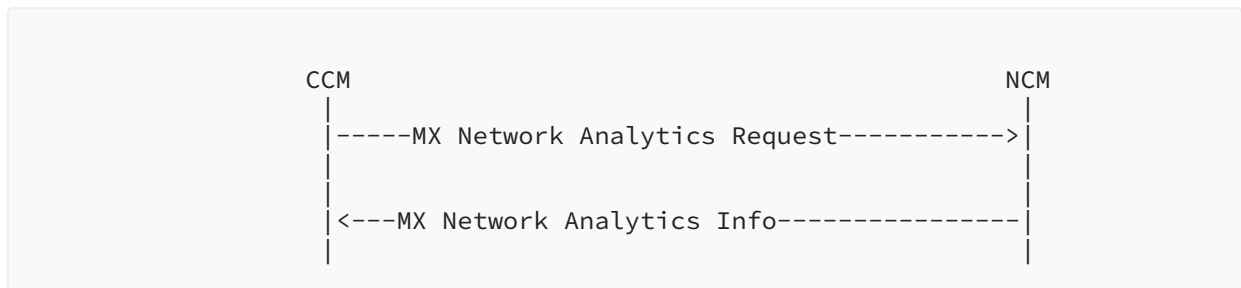 CCM NCM
| |
|-----MX Network Analytics Request----------->|
| |
| |
|<---MX Network Analytics Info----------------|
| |